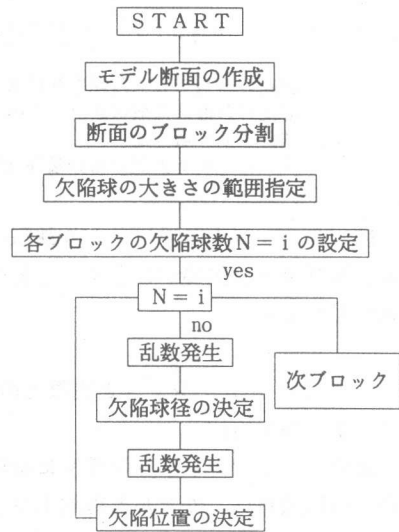 START
モデル断面の作成
断面のブロック分割
欠陥球の大きさの範囲指定
各ブロックの欠陥球数N=iの設定
yes
N=i
no
乱数発生
次ブロック
欠陥球径の決定
乱数発生
欠陥位置の決定